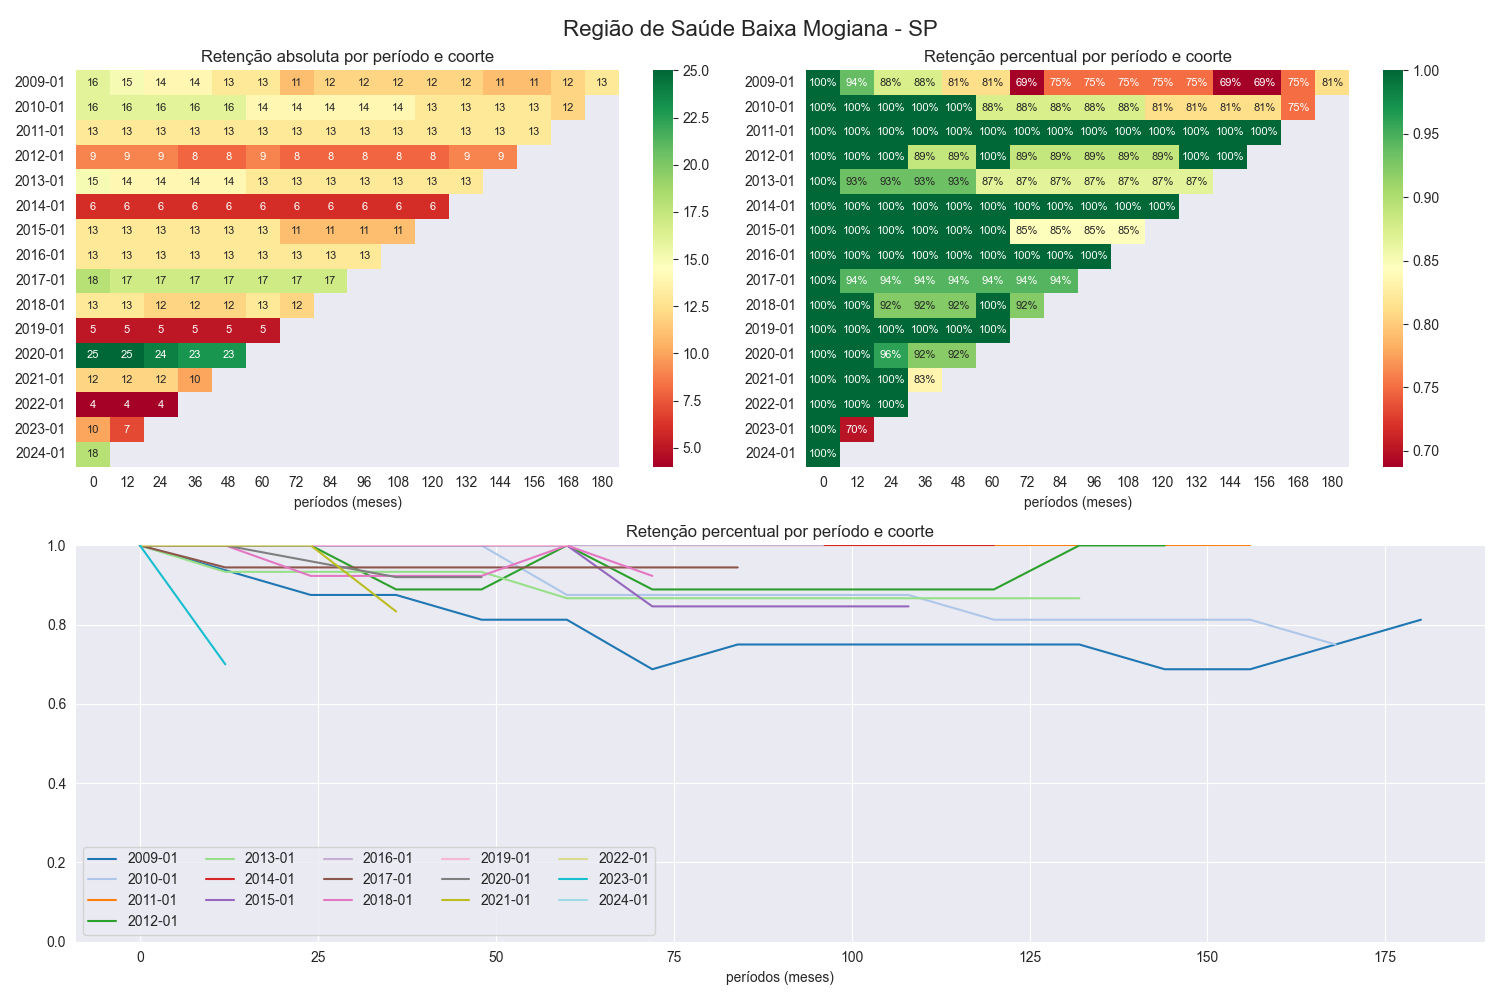 Região de Saúde Baixa Mogiana - SP
Retenção absoluta por período e coorte
2009-01 16 15 14 14 13 13 11 12 12 12 12 12 11 11 12 13
2010-01 16 16 16 16 16 14 14 14 14 14 13 13 13 13 12
2011-01 13 13 13 13 13 13 13 13 13 13 13 13 13 13
2012-01 9 9 9 8 8 9 8 8 8 8 8 9 9
2013-01 15 14 14 14 14 13 13 13 13 13 13 13
2014-01 6 6 6 6 6 6 6 6 6 6 6
2015-01 13 13 13 13 13 13 11 11 11 11
2016-01 13 13 13 13 13 13 13 13 13
2017-01 18 17 17 17 17 17 17 17
2018-01 13 13 12 12 12 13 12
2019-01 5 5 5 5 5 5
2020-01 25 25 24 23 23
2021-01 12 12 12 10
2022-01 4 4 4
2023-01 10 7
2024-01 18
0 12 24 36 48 60 72 84 96 108 120 132 144 156 168 180
períodos (meses)
25.0
22.5
20.0
17.5
15.0
12.5
10.0
7.5
5.0
Retenção percentual por período e coorte
2009-01 100% 94% 88% 88% 81% 81% 69% 75% 75% 75% 75% 75% 69% 69% 75% 81%
2010-01 100% 100% 100% 100% 100% 88% 88% 88% 88% 88% 81% 81% 81% 81% 75%
2011-01 100% 100% 100% 100% 100% 100% 100% 100% 100% 100% 100% 100% 100% 100%
2012-01 100% 100% 100% 89% 89% 100% 89% 89% 89% 89% 89% 100% 100%
2013-01 100% 93% 93% 93% 93% 87% 87% 87% 87% 87% 87% 87%
2014-01 100% 100% 100% 100% 100% 100% 100% 100% 100% 100% 100%
2015-01 100% 100% 100% 100% 100% 100% 85% 85% 85% 85%
2016-01 100% 100% 100% 100% 100% 100% 100% 100% 100%
2017-01 100% 94% 94% 94% 94% 94% 94% 94%
2018-01 100% 100% 92% 92% 92% 100% 92%
2019-01 100% 100% 100% 100% 100% 100%
2020-01 100% 100% 96% 92% 92%
2021-01 100% 100% 100% 83%
2022-01 100% 100% 100%
2023-01 100% 70%
2024-01 100%
0 12 24 36 48 60 72 84 96 108 120 132 144 156 168 180
períodos (meses)
1.00
0.95
0.90
0.85
0.80
0.75
0.70
Retenção percentual por período e coorte
1.0
0.8
0.6
0.4
0.2
0.0
2009-01 2013-01 2016-01 2019-01 2022-01
2010-01 2014-01 2017-01 2020-01 2023-01
2011-01 2015-01 2018-01 2021-01 2024-01
2012-01
0 25 50 75 100 125 150 175
períodos (meses)